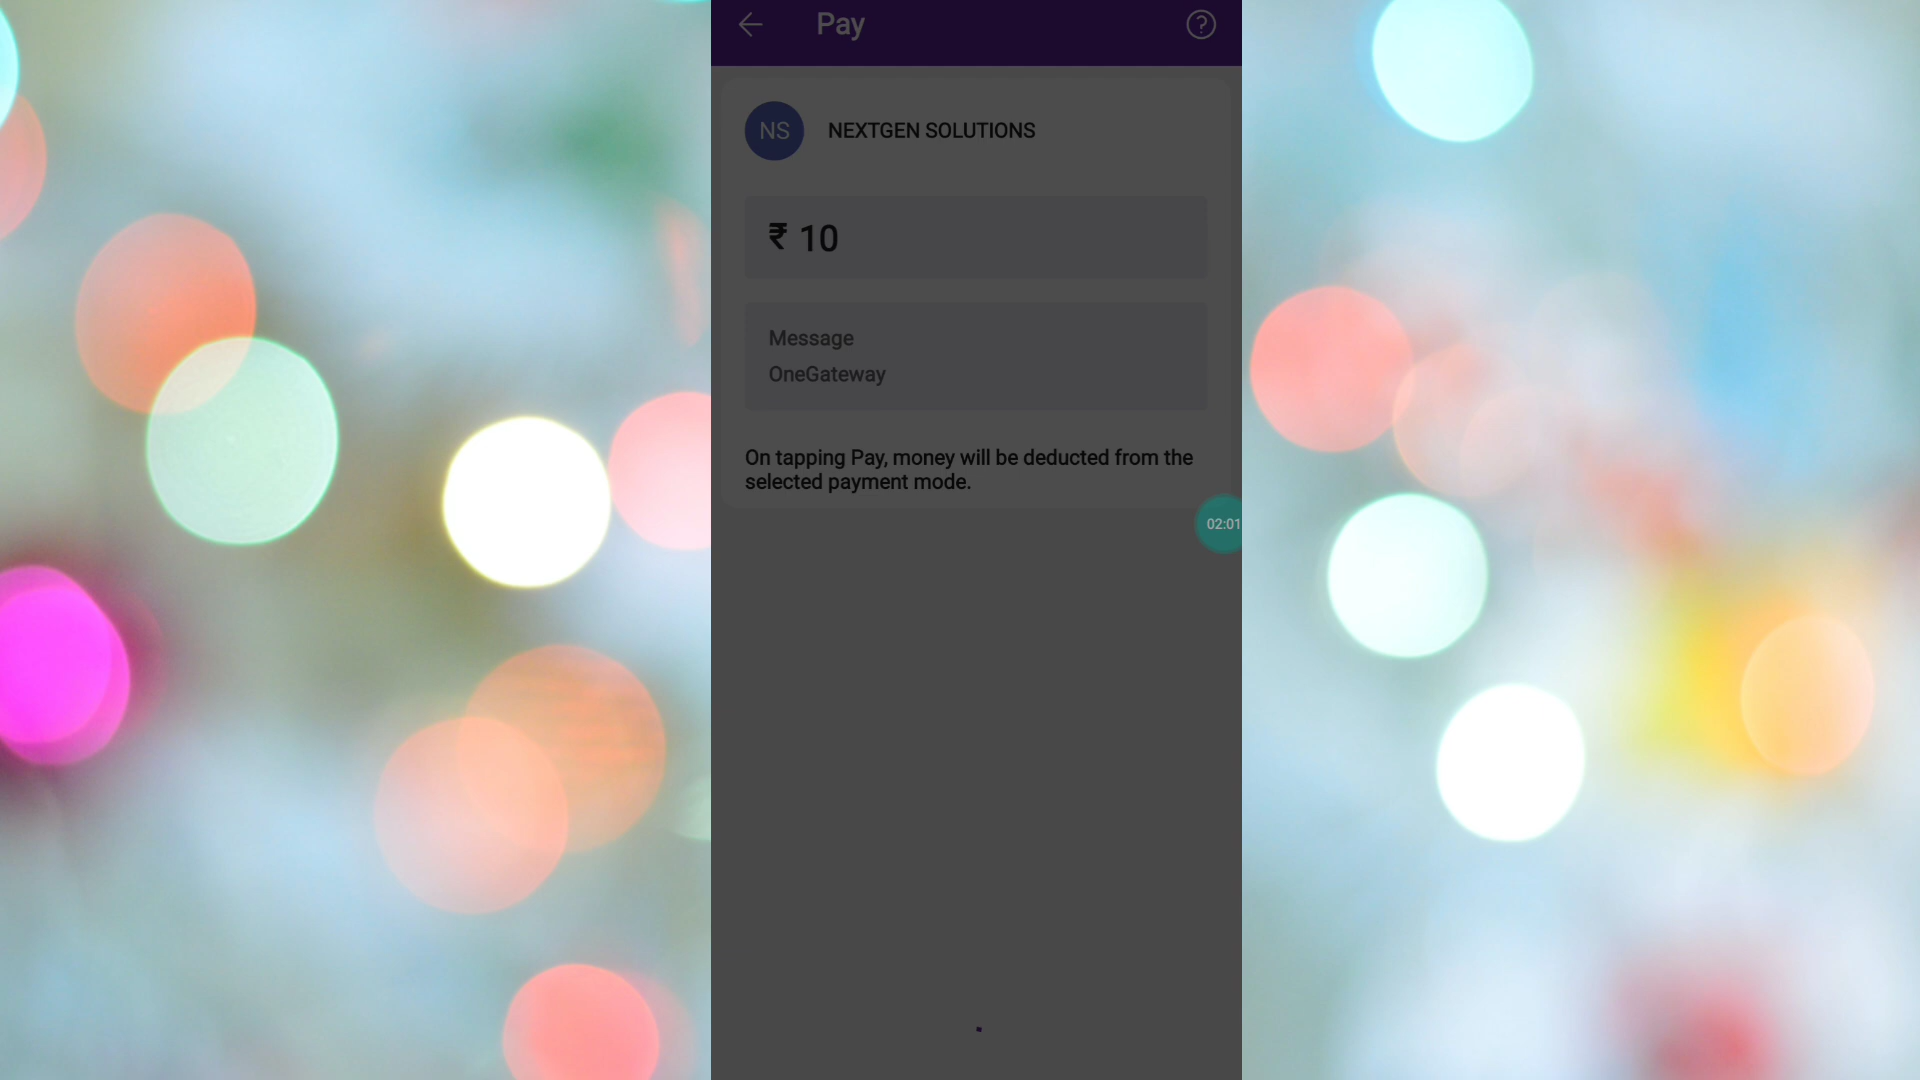 Pay
?
NS
NEXTGEN SOLUTIONS
₹ 10
Message
OneGateway
On tapping Pay, money will be deducted from the
selected payment mode.
02:01